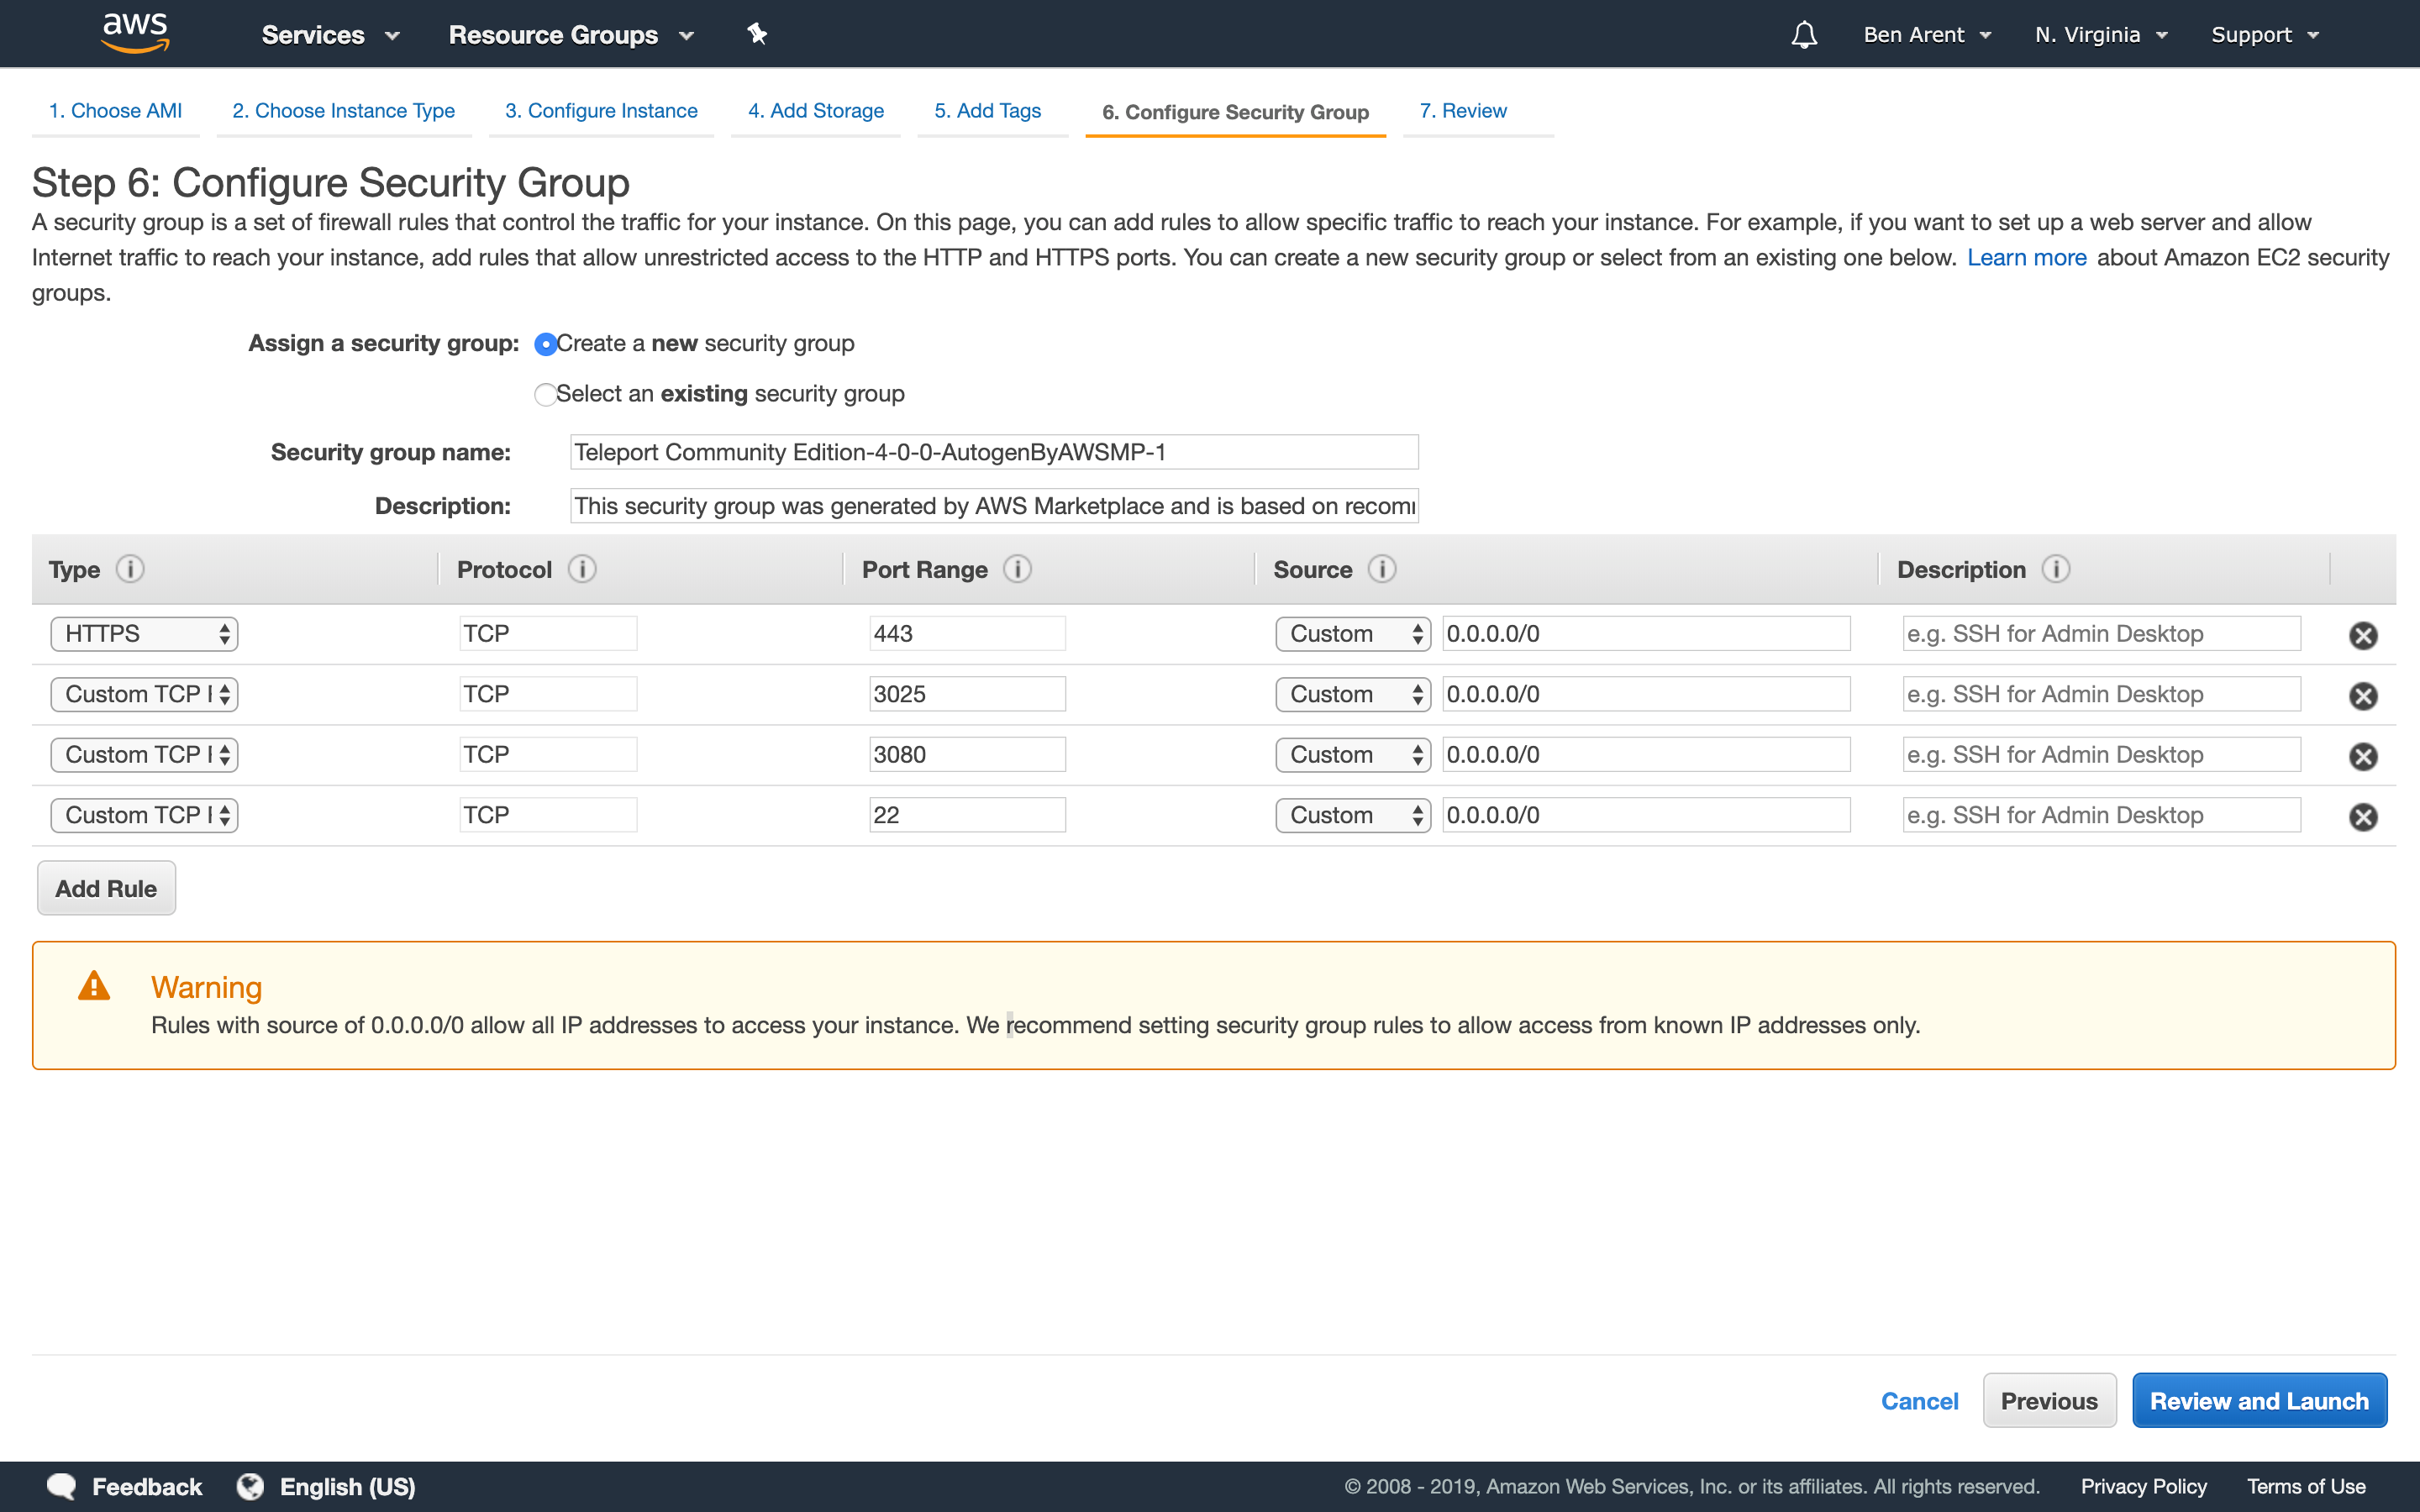 aws Services Resource Groups Ben Arent N. Virginia Support
1. Choose AMI 2. Choose Instance Type 3. Configure Instance 4. Add Storage 5. Add Tags 6. Configure Security Group 7. Review
Step 6: Configure Security Group
A security group is a set of firewall rules that control the traffic for your instance. On this page, you can add rules to allow specific traffic to reach your instance. For example, if you want to set up a web server and allow
Internet traffic to reach your instance, add rules that allow unrestricted access to the HTTP and HTTPS ports. You can create a new security group or select from an existing one below. Learn more about Amazon EC2 security
groups.
Assign a security group: Create a new security group
Select an existing security group
Security group name: Teleport Community Edition-4-0-0-AutogenByAWSMP-1
Description: This security group was generated by AWS Marketplace and is based on
Type Protocol Port Range Source Description
HTTPS TCP 443 Custom 0.0.0.0/0 e.g. SSH for Admin Desktop
Custom TCP TCP 3025 Custom 0.0.0.0/0 e.g. SSH for Admin Desktop
Custom TCP TCP 3080 Custom 0.0.0.0/0 e.g. SSH for Admin Desktop
Custom TCP TCP 22 Custom 0.0.0.0/0 e.g. SSH for Admin Desktop
Add Rule
Warning
Rules with source of 0.0.0.0/0 allow all IP addresses to access your instance. We recommend setting security group rules to allow access from known IP addresses only.
Cancel Previous Review and Launch
Feedback English (US) © 2008 - 2019, Amazon Web Services, Inc. or its affiliates. All rights reserved. Privacy Policy Terms of Use